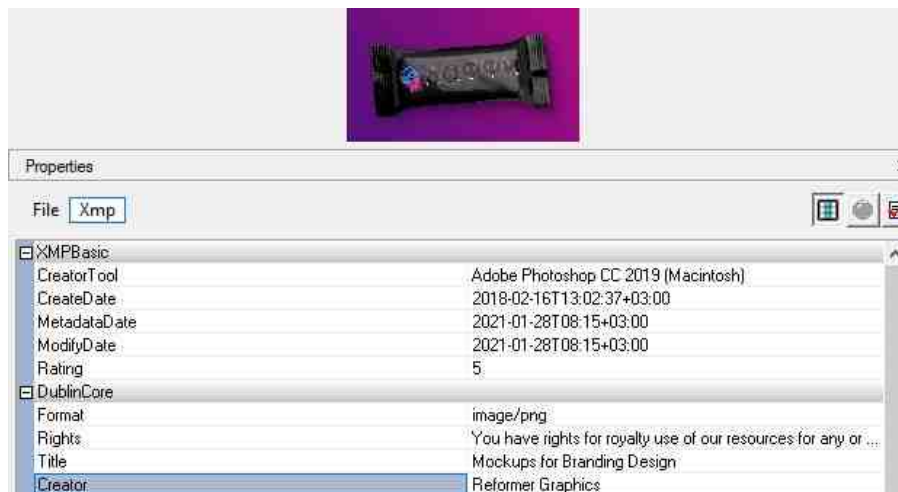 Properties
File Xmp
XMPBasic
CreatorTool Adobe Photoshop CC 2019 (Macintosh)
CreateDate 2018-02-16T13:02:37+03:00
MetadataDate 2021-01-28T08:15+03:00
ModifyDate 2021-01-28T08:15+03:00
Rating 5
DublinCore
Format image/png
Rights You have rights for royalty use of our resources for any or ...
Title Mockups for Branding Design
Creator Reformer Graphics